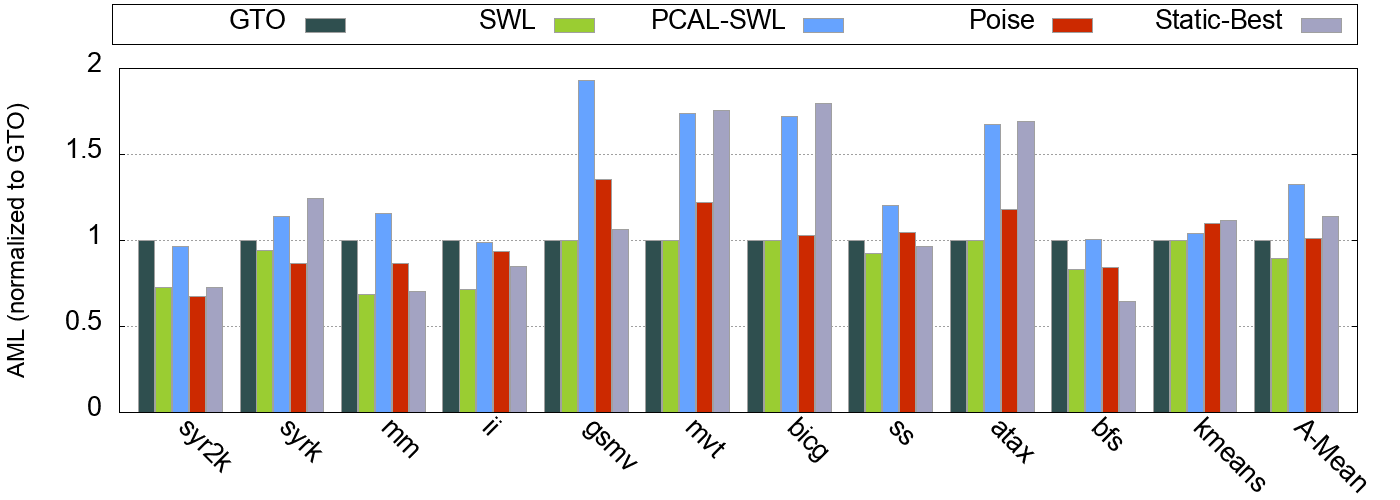 GTO SWL PCAL-SWL Poise Static-Best
AML (normalized to GTO)
2
1.5
1
0.5
0
syr2k syrk mm ii gsmv mvt bicg ss atax bfs kmeans A-Mean